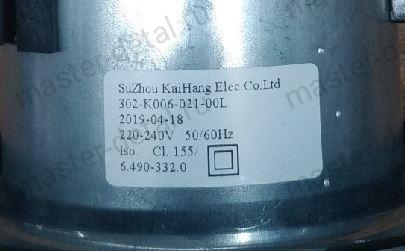 SuZhou KaiHang Elec.Co.Ltd
302-K006-021-00L
2019-04-18
220-240V 50/60Hz
Iso. Cl. 155/
6.490-332.0